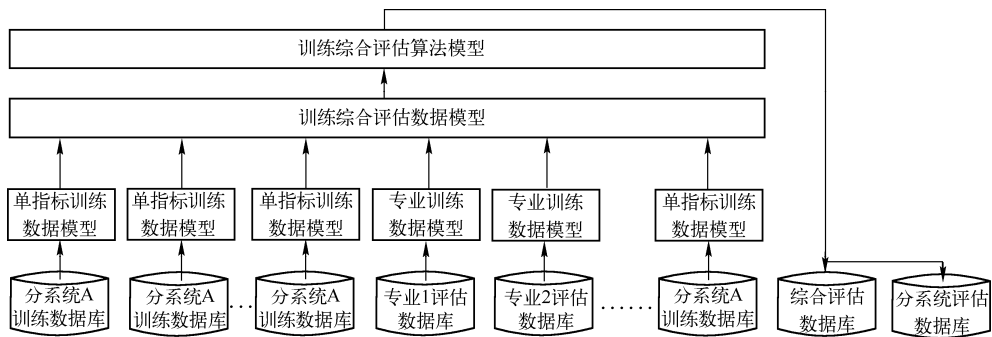 训练综合评估算法模型
训练综合评估数据模型
单指标训练
数据模型
单指标训练
数据模型
单指标训练
数据模型
专业训练
数据模型
专业训练
数据模型
单指标训练
数据模型
分系统A
训练数据库
分系统A
训练数据库
...
分系统A
训练数据库
专业1评估
数据库
专业2评估
数据库
......
分系统A
训练数据库
综合评估
数据库
分系统评估
数据库